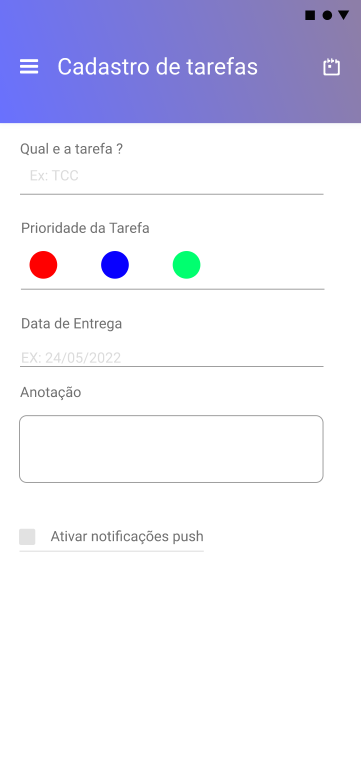 Cadastro de tarefas
Qual e a tarefa ?
Ex: TCC
Prioridade da Tarefa
Data de Entrega
EX: 24/05/2022
Anotação
Ativar notificações push